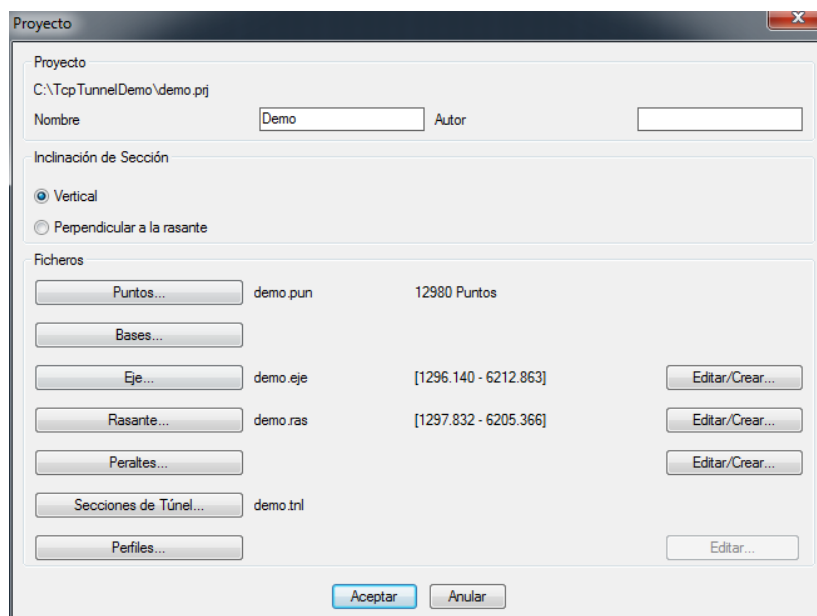 Proyecto
Proyecto
C:\TcpTunnelDemo\demo.prj
Nombre Demo Autor
Inclinación de Sección
Vertical
Perpendicular a la rasante
Ficheros
Puntos... demo.pun 12980 Puntos
Bases...
Eje... demo.eje [1296.140 - 6212.863] Editar/Crear...
Rasante... demo.ras [1297.832 - 6205.366] Editar/Crear...
Peraltes... Editar/Crear...
Secciones de Túnel... demo.tnl
Perfiles... Editar...
Aceptar Anular